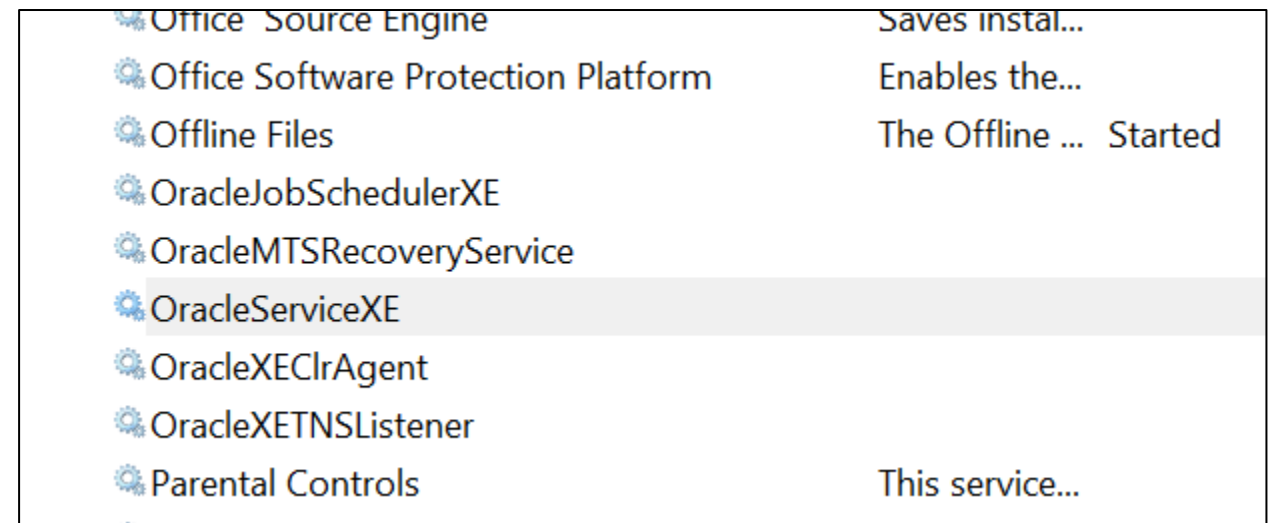 Office  Source Engine Saves instal...
Office Software Protection Platform Enables the...
Offline Files The Offline ... Started
OracleJobSchedulerXE
OracleMTSRecoveryService
OracleServiceXE
OracleXEClrAgent
OracleXETNSListener
Parental Controls This service...